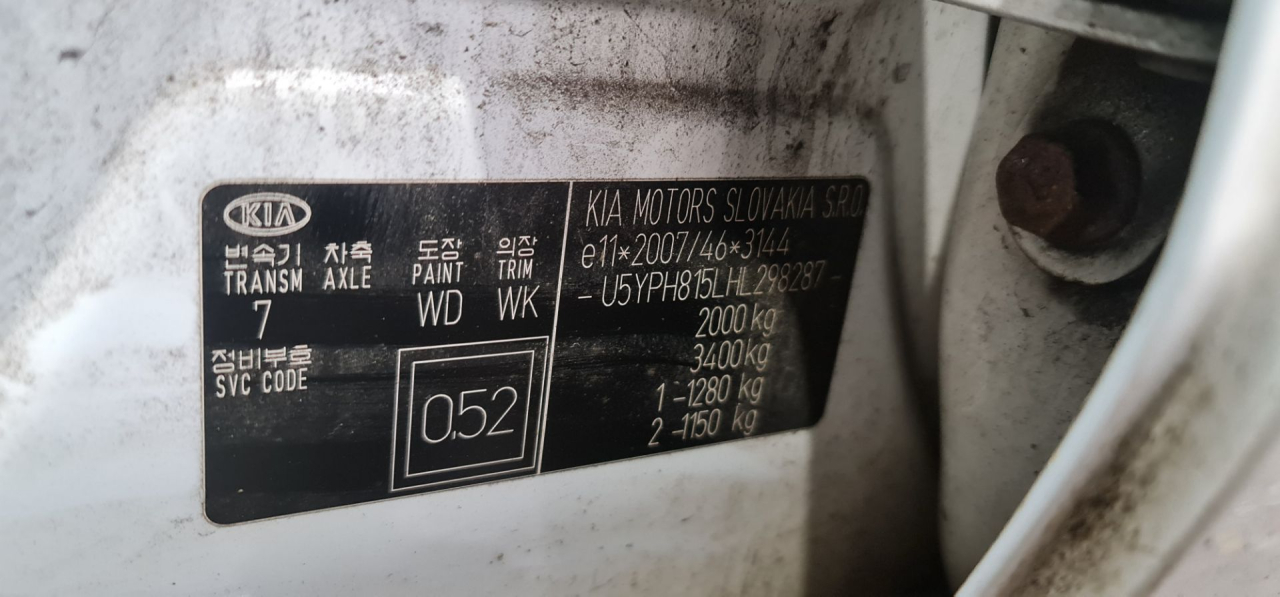 KIA
변속기 차축 도장 의장
TRANSM AXLE PAINT TRIM
7 WD WK
정비부호
SVC CODE
0.52
KIA MOTORS SLOVAKIA S.R.O.
e11*2007/46*3144
- U5YPH815LHL298287 -
2000 kg
3400 kg
1 -1280 kg
2 -1150 kg